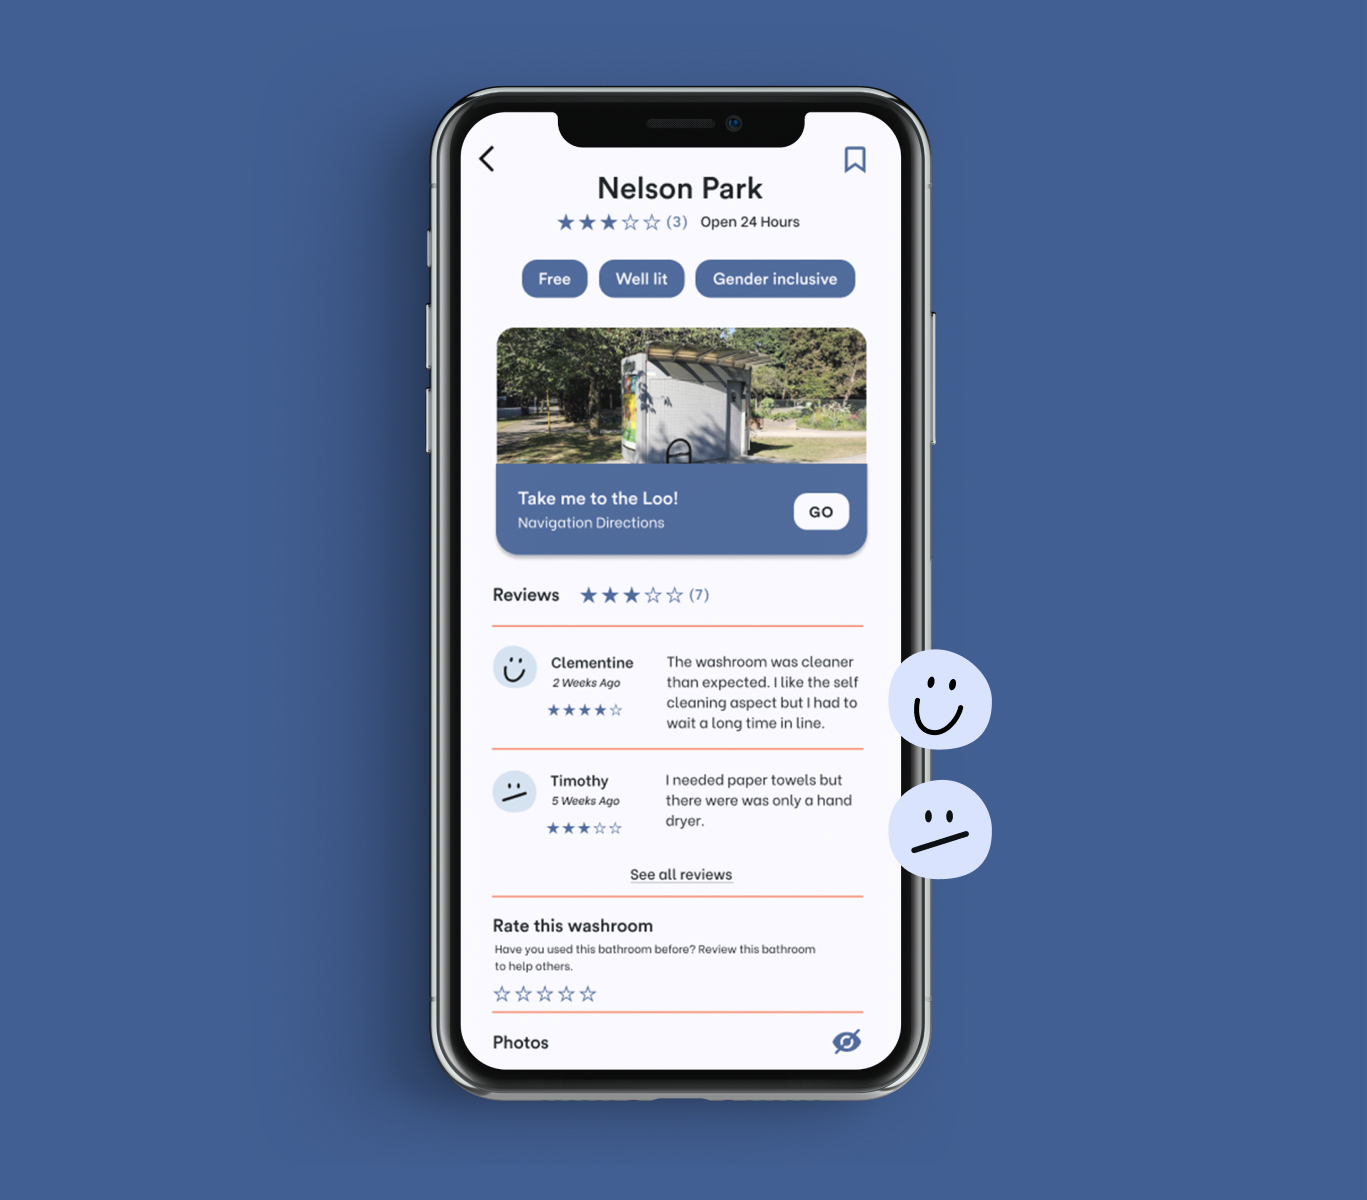 Nelson Park
(3) Open 24 Hours
Free Well lit Gender inclusive
Take me to the Loo!
Navigation Directions
GO
Reviews (7)
Clementine
2 Weeks Ago
The washroom was cleaner
than expected. I like the self
cleaning aspect but I had to
wait a long time in line.
Timothy
5 Weeks Ago
I needed paper towels but
there were was only a hand
dryer.
See all reviews
Rate this washroom
Have you used this bathroom before? Review this bathroom
to help others.
Photos